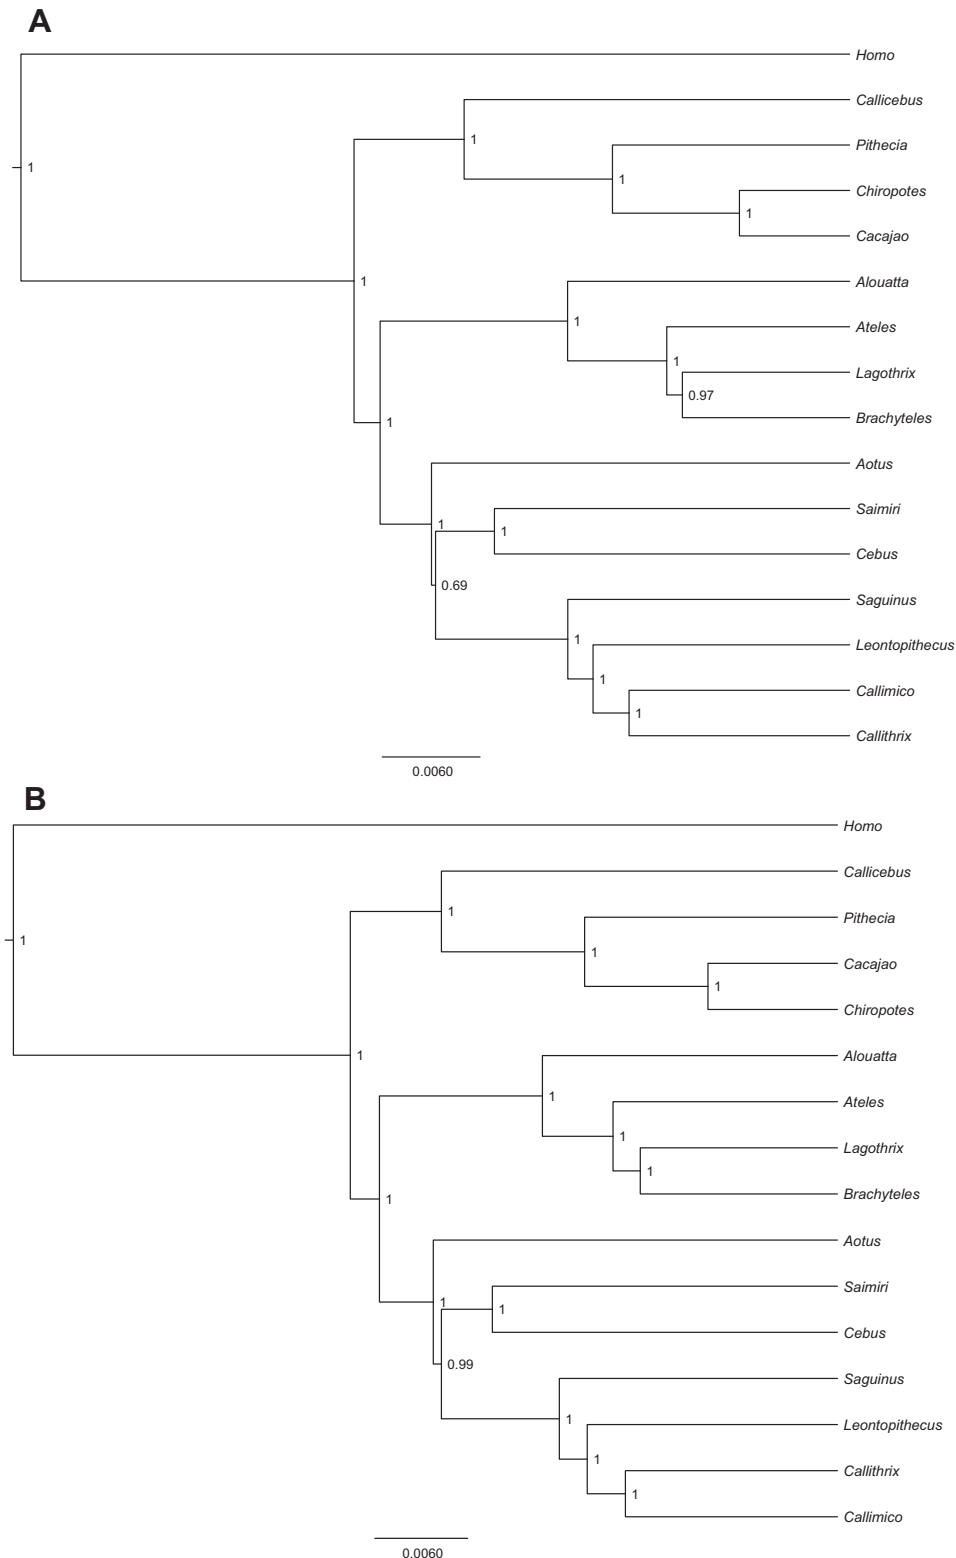 A
Homo
Callicebus
1
Pithecia
1
1
Chiropotes
1
Cacajao
1
Alouatta
1
Ateles
1
Lagothrix
0.97
Brachyteles
1
Aotus
Saimiri
1
1
Cebus
0.69
Saguinus
1
Leontopithecus
1
Callimico
1
Callithrix
0.0060
B
Homo
Callicebus
1
Pithecia
1
1
Cacajao
1
Chiropotes
1
Alouatta
1
Ateles
1
Lagothrix
1
Brachyteles
1
Aotus
Saimiri
1
1
Cebus
0.99
Saguinus
1
Leontopithecus
1
Callithrix
1
Callimico
0.0060